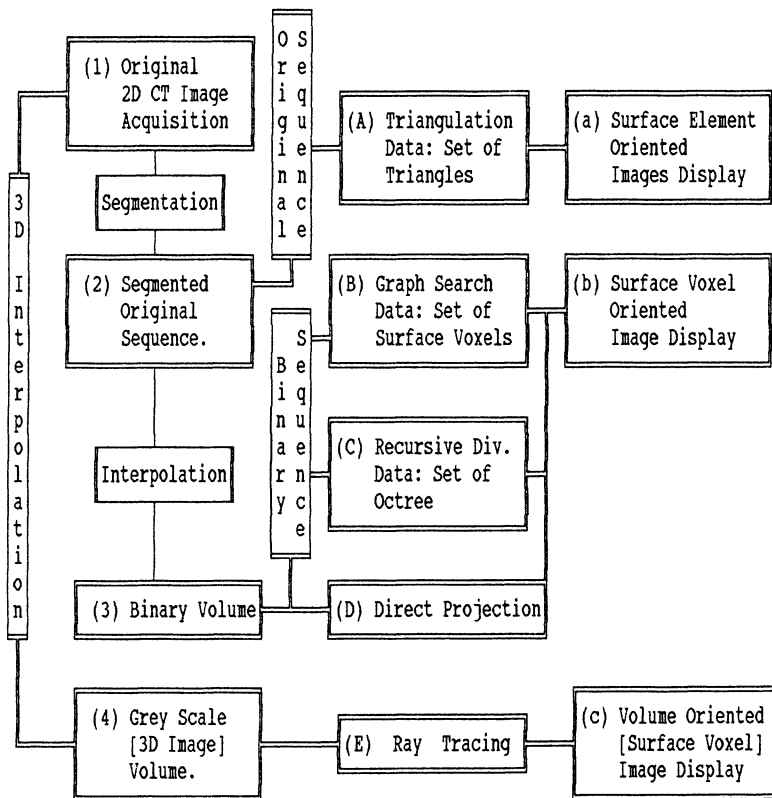 (1) Original
2D CT Image
Acquisition
Segmentation
(2) Segmented
Original
Sequence.
Interpolation
(3) Binary Volume
(4) Grey Scale
[3D Image]
Volume.
3D Interpolation
Original
Sequence
Binary
Sequence
(A) Triangulation
Data: Set of
Triangles
(B) Graph Search
Data: Set of
Surface Voxels
(C) Recursive Div.
Data: Set of
Octree
(D) Direct Projection
(E) Ray Tracing
(a) Surface Element
Oriented
Images Display
(b) Surface Voxel
Oriented
Image Display
(c) Volume Oriented
[Surface Voxel]
Image Display